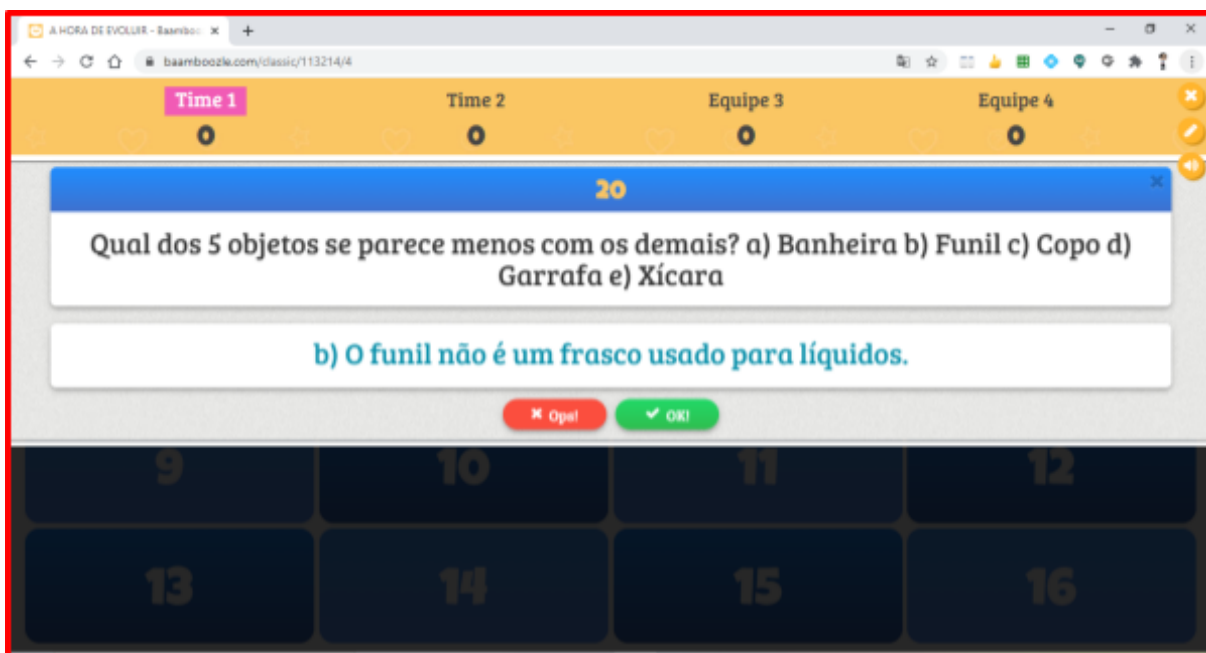 A HORA DE EVOLUIR - Baamboo
baamboozle.com/classic/113214/4
Time 1
Time 2
Equipe 3
Equipe 4
0
0
0
0
20
Qual dos 5 objetos se parece menos com os demais? a) Banheira b) Funil c) Copo d)
Garrafa e) Xícara
b) O funil não é um frasco usado para líquidos.
Ops!
OK!
9
10
11
12
13
14
15
16